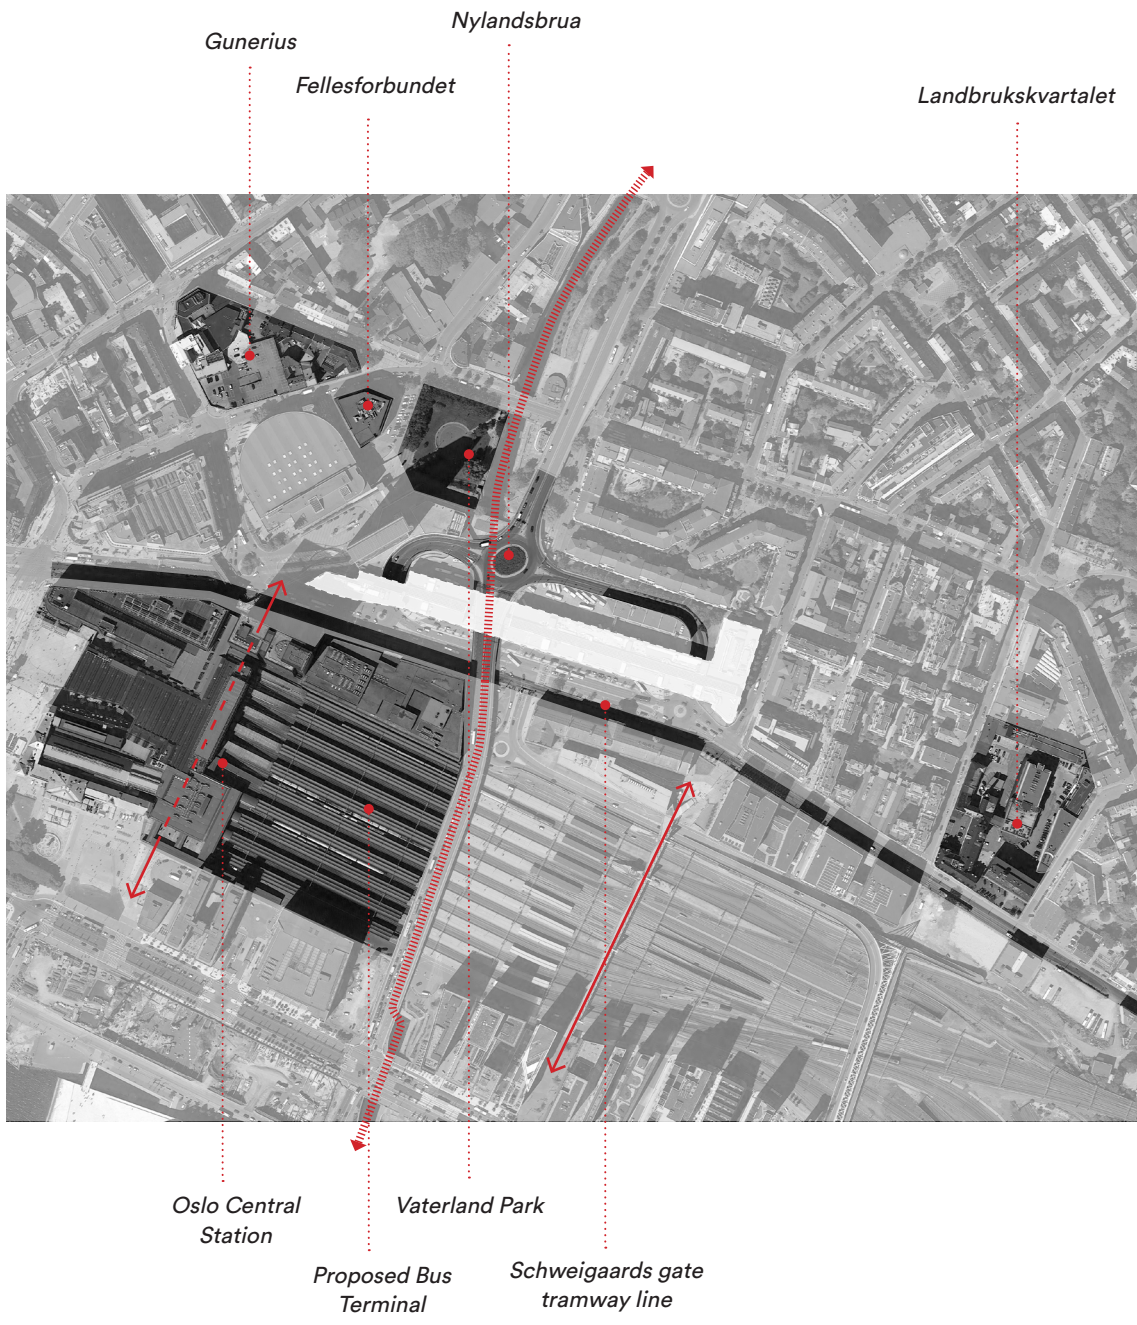 Nylandsbrua
Gunerius
Fellesforbundet
Landbrukskvartalet
Oslo Central
Station
Vaterland Park
Proposed Bus
Terminal
Schweigaards gate
tramway line